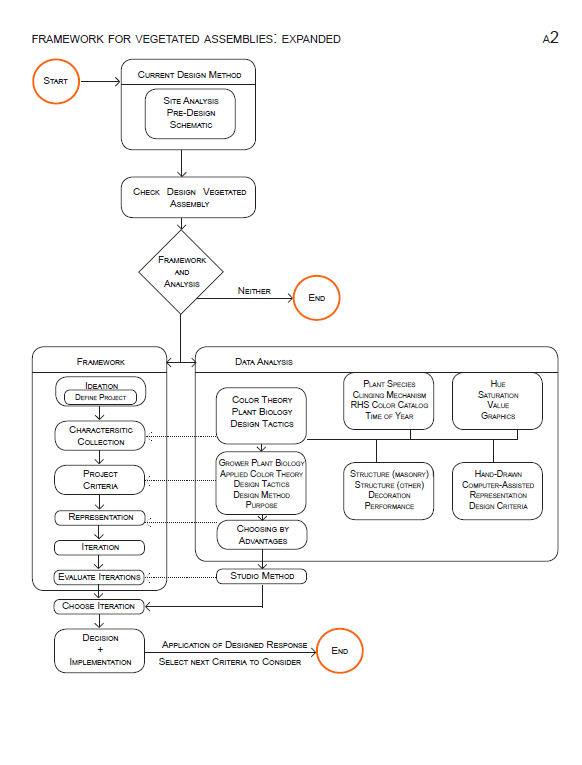 FRAMEWORK FOR VEGETATED ASSEMBLIES: EXPANDED
A2
START
CURRENT DESIGN METHOD
SITE ANALYSIS
PRE-DESIGN
SCHEMATIC
CHECK DESIGN VEGETATED
ASSEMBLY
FRAMEWORK
AND
ANALYSIS
NEITHER
END
FRAMEWORK
IDEATION
DEFINE PROJECT
CHARACTERSITIC
COLLECTION
PROJECT
CRITERIA
REPRESENTATION
ITERATION
EVALUATE ITERATIONS
CHOOSE ITERATION
DECISION
+
IMPLEMENTATION
DATA ANALYSIS
COLOR THEORY
PLANT BIOLOGY
DESIGN TACTICS
GROWER PLANT BIOLOGY
APPLIED COLOR THEORY
DESIGN TACTICS
DESIGN METHOD
PURPOSE
CHOOSING BY
ADVANTAGES
STUDIO METHOD
PLANT SPECIES
CLINGING MECHANISM
RHS COLOR CATALOG
TIME OF YEAR
HUE
SATURATION
VALUE
GRAPHICS
STRUCTURE (MASONRY)
STRUCTURE (OTHER)
DECORATION
PERFORMANCE
HAND-DRAWN
COMPUTER-ASSISTED
REPRESENTATION
DESIGN CRITERIA
APPLICATION OF DESIGNED RESPONSE
SELECT NEXT CRITERIA TO CONSIDER
END